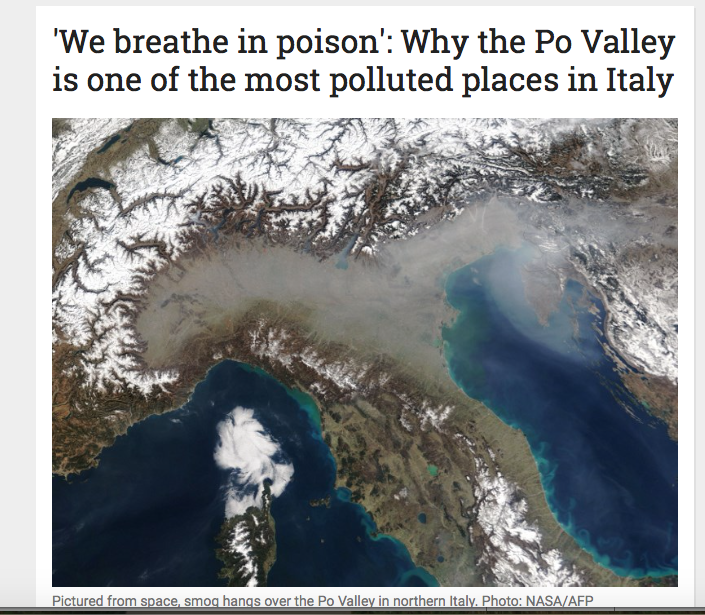 'We breathe in poison': Why the Po Valley
is one of the most polluted places in Italy
Pictured from space, smog hangs over the Po Valley in northern Italy. Photo: NASA/AFP